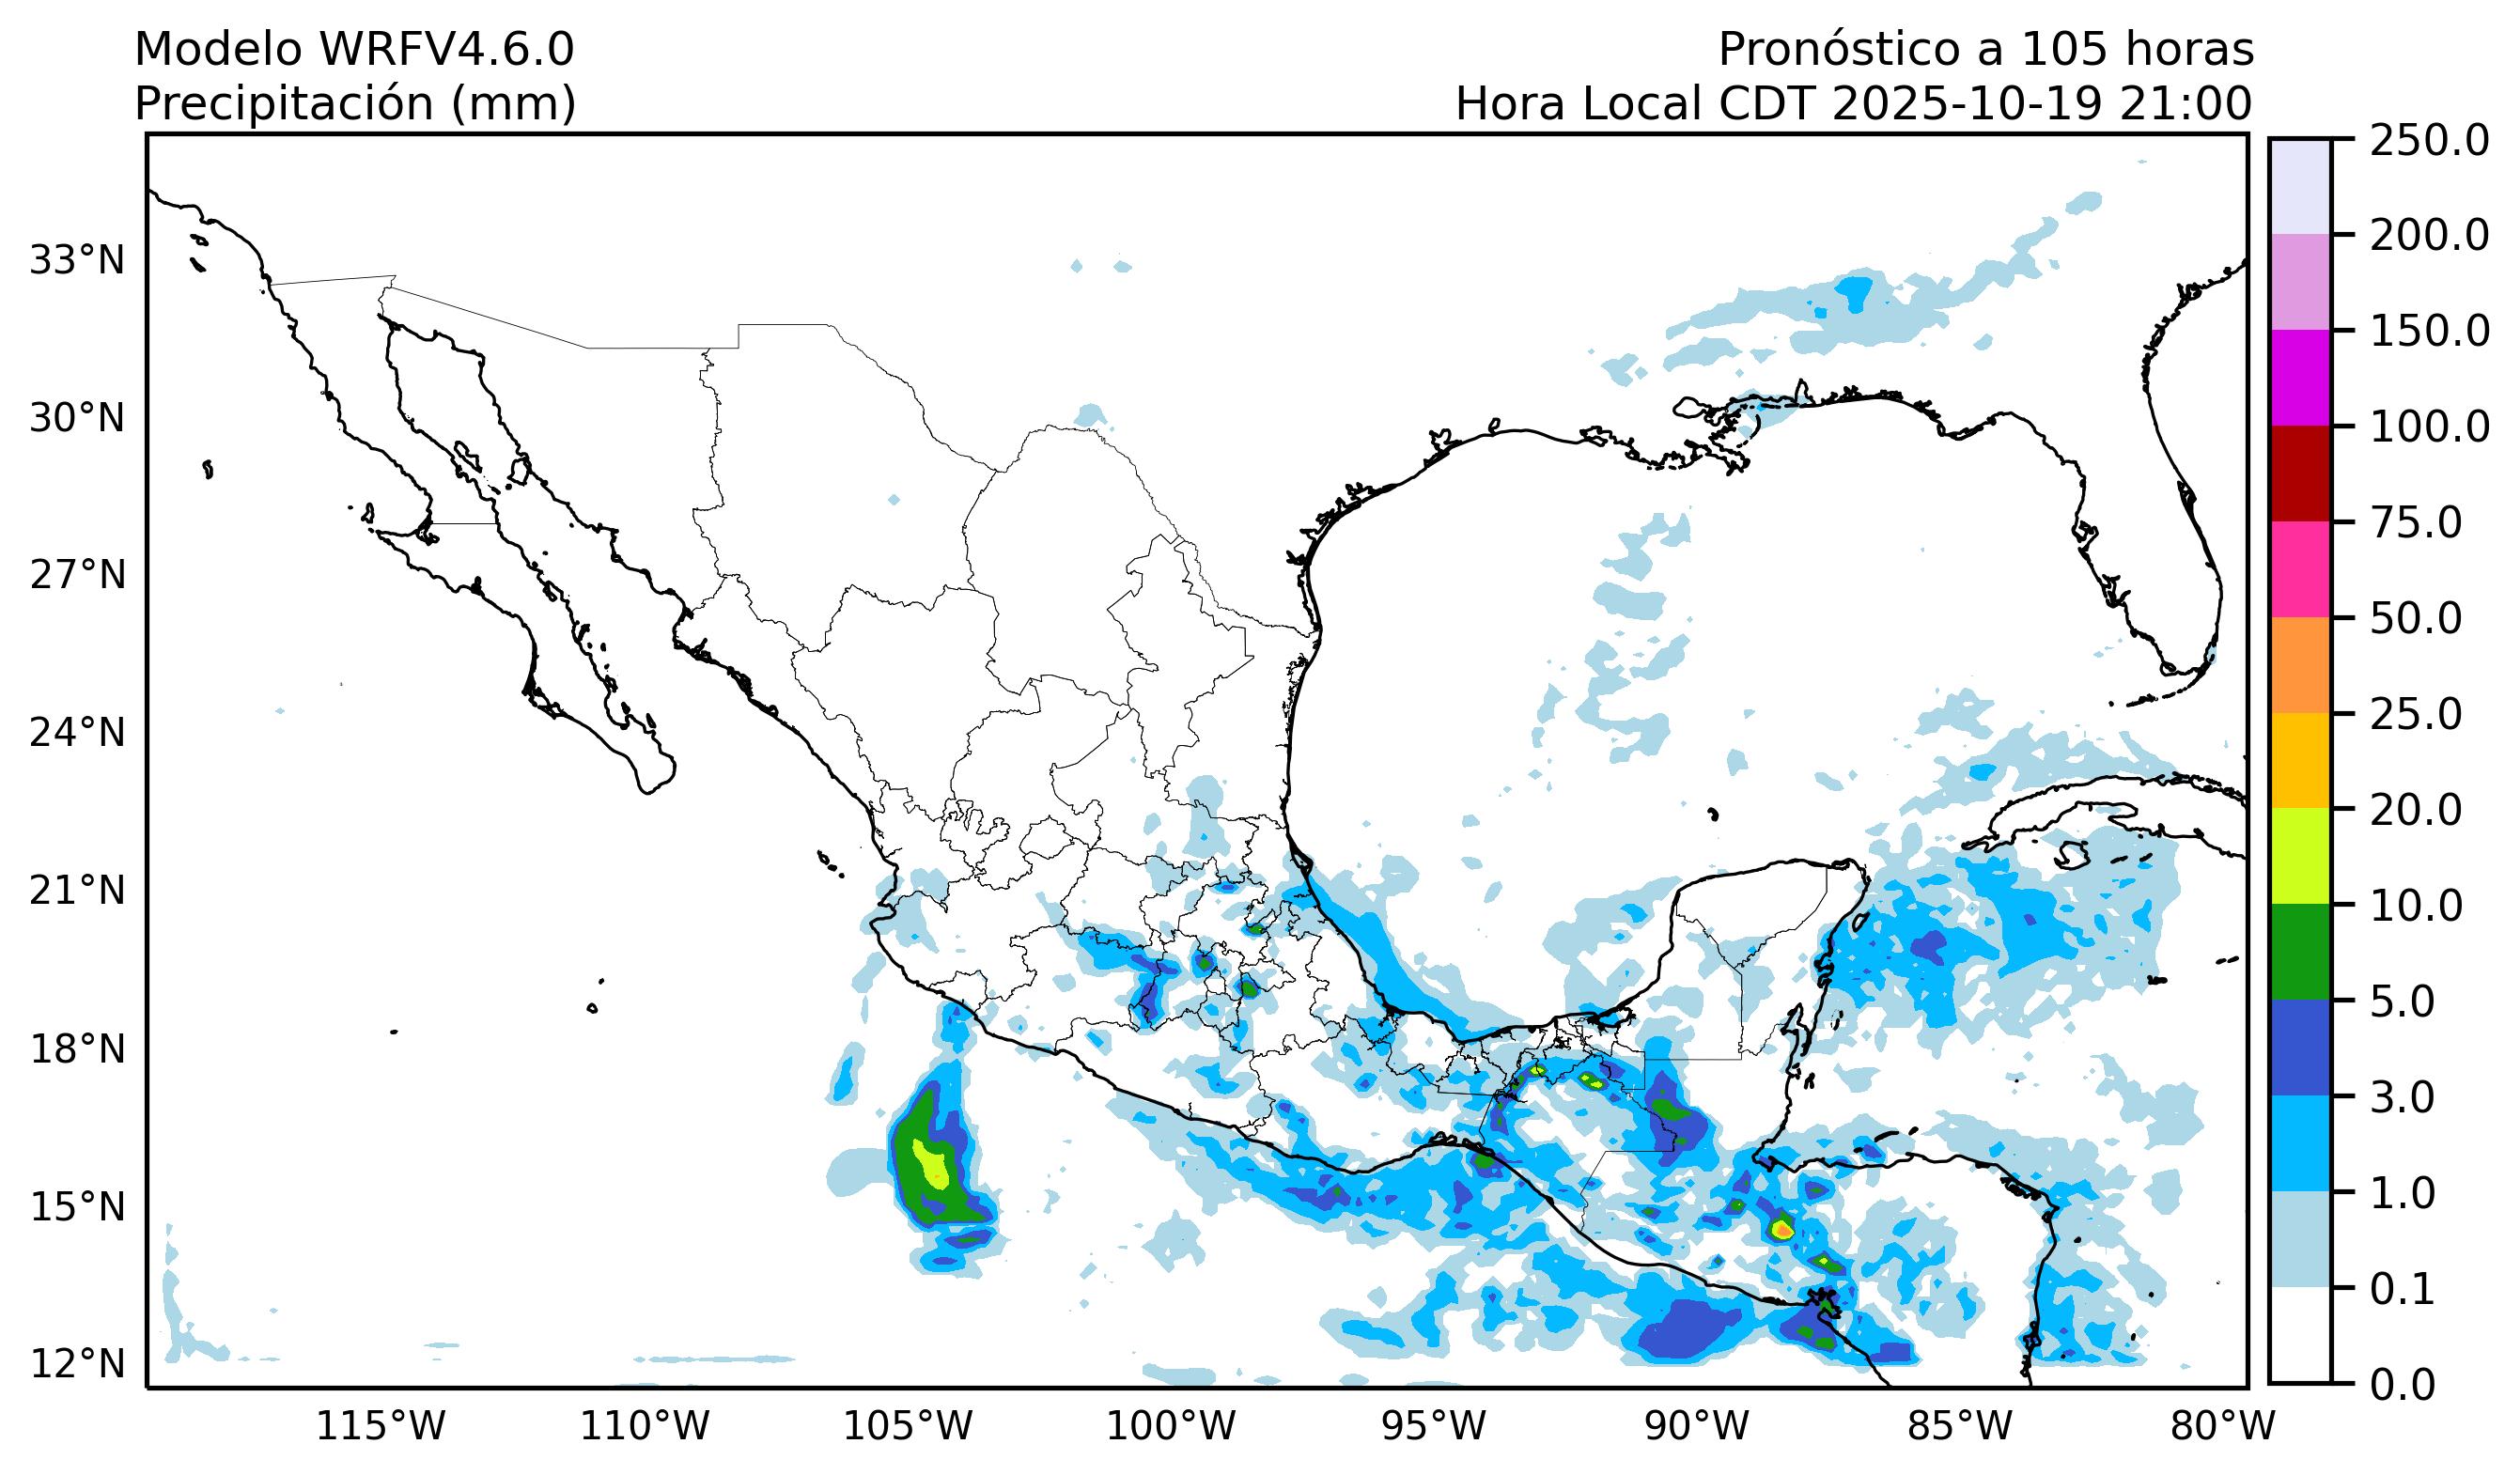 Modelo WRFV4.6.0
Precipitación (mm)
Pronóstico a 105 horas
Hora Local CDT 2025-10-19 21:00
33°N
30°N
27°N
24°N
21°N
18°N
15°N
12°N
115°W
110°W
105°W
100°W
95°W
90°W
85°W
80°W
250.0
200.0
150.0
100.0
75.0
50.0
25.0
20.0
10.0
5.0
3.0
1.0
0.1
0.0